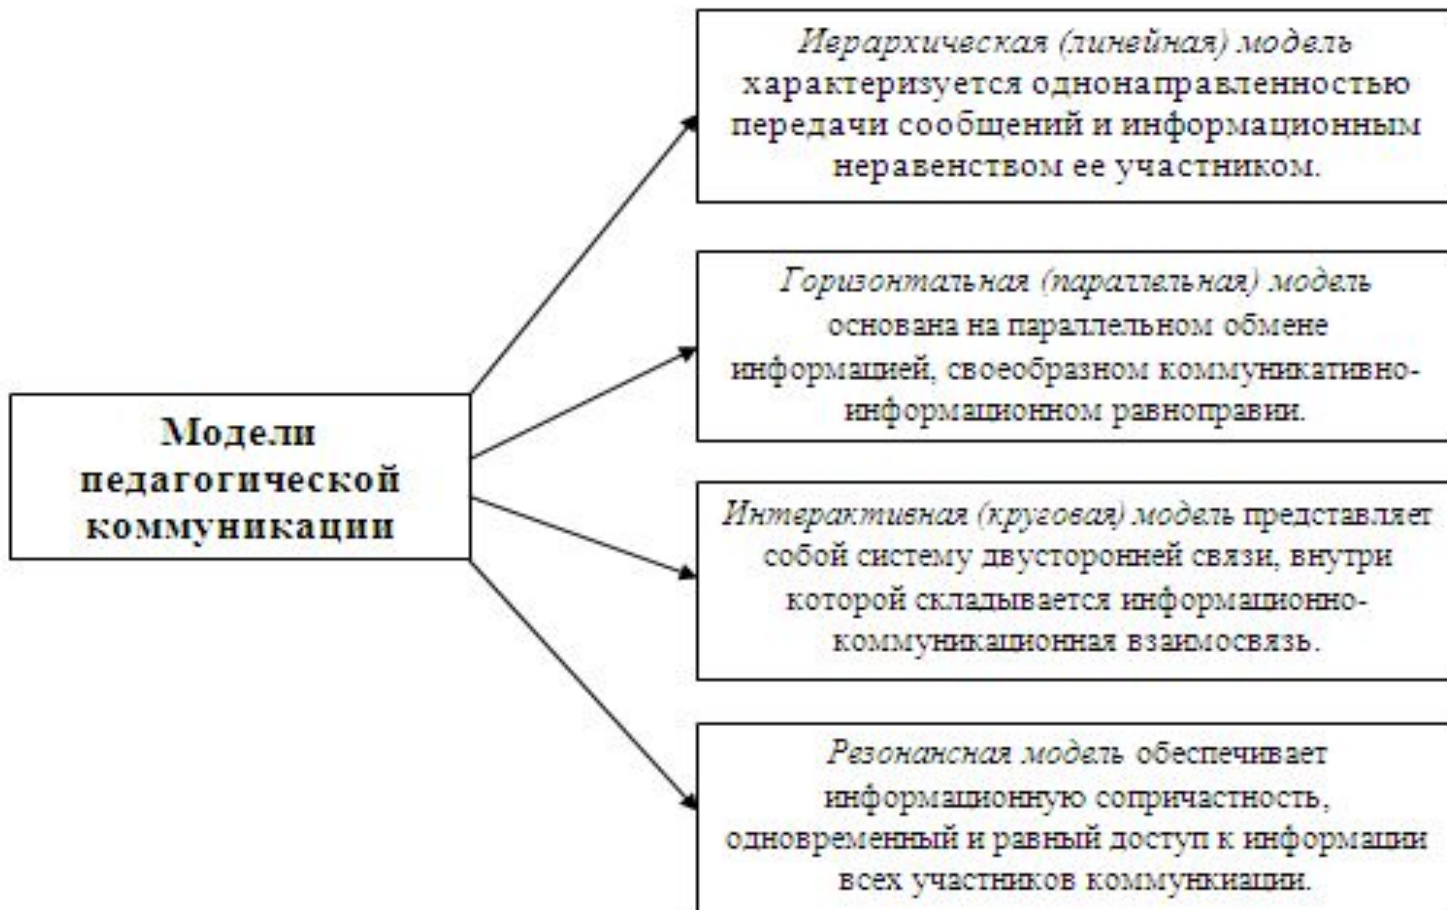 Модели
педагогической
коммуникации
Иерархическая (линейная) модель
характеризуется однонаправленностью
передачи сообщений и информационным
неравенством ее участником.
Горизонтальная (параллельная) модель
основана на параллельном обмене
информацией, своеобразном коммуникативно-
информационном равноправии.
Интерактивная (круговая) модель представляет
собой систему двусторонней связи, внутри
которой складывается информационно-
коммуникационная взаимосвязь.
Резонансная модель обеспечивает
информационную сопричастность,
одновременный и равный доступ к информации
всех участников коммункиации.